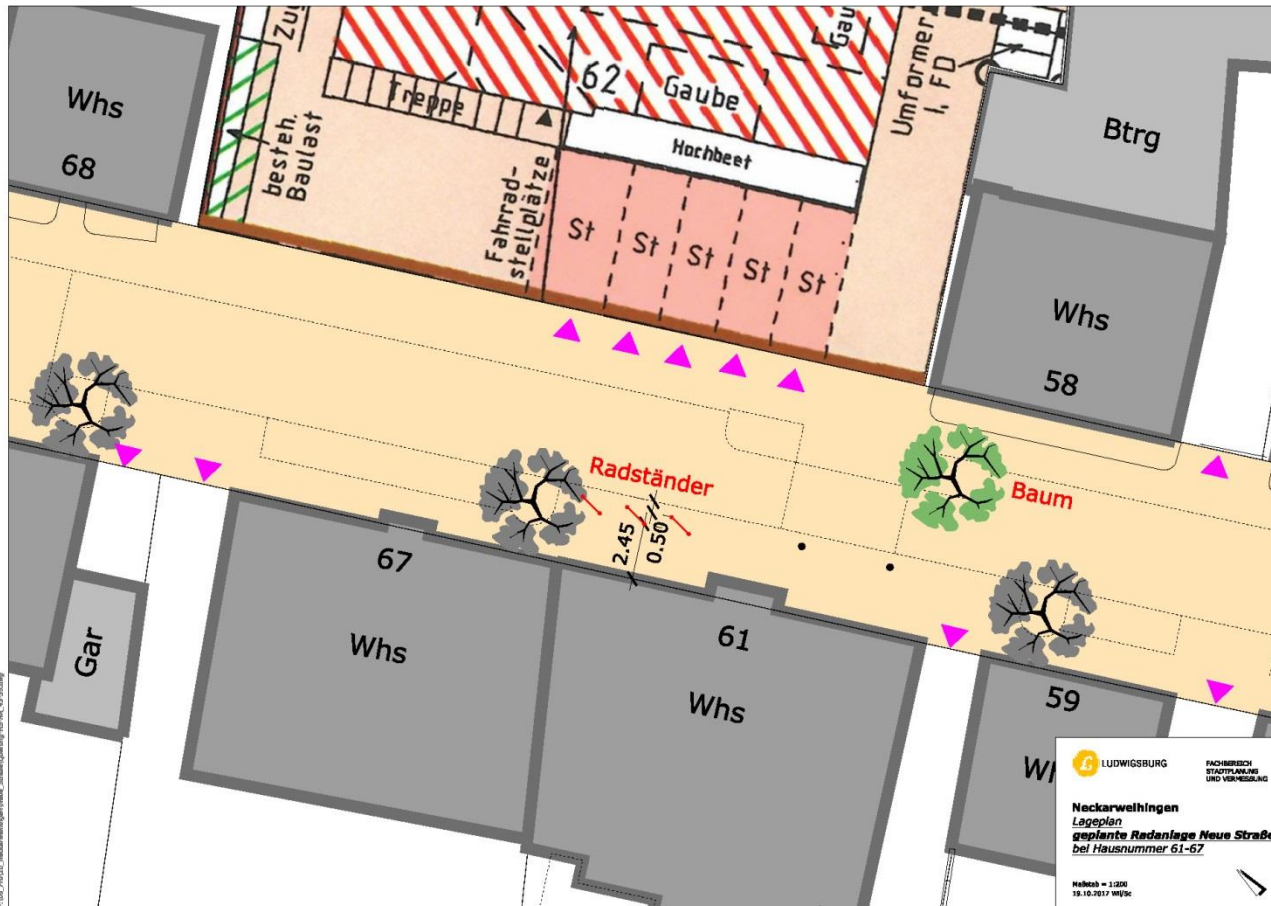 Zu
Whs
68
besteh.
Baulast
Treppe
62
Gaube
Gau
Hochbeet
Umformer
l. FD
Btrg
Fahrrad-
stellplätze
St
St
St
St
St
Whs
58
Radständer
Baum
2.45
0.50
67
61
59
Gar
Whs
Whs
Wh
LUDWIGSBURG
FACHBEREICH
STADTPLANUNG
UND VERMESSUNG
Neckarweihingen
Lageplan
geplante Radanlage Neue Straße
bei Hausnummer 61-67
Maßstab = 1:200
19.10.2017 Wil/Sc